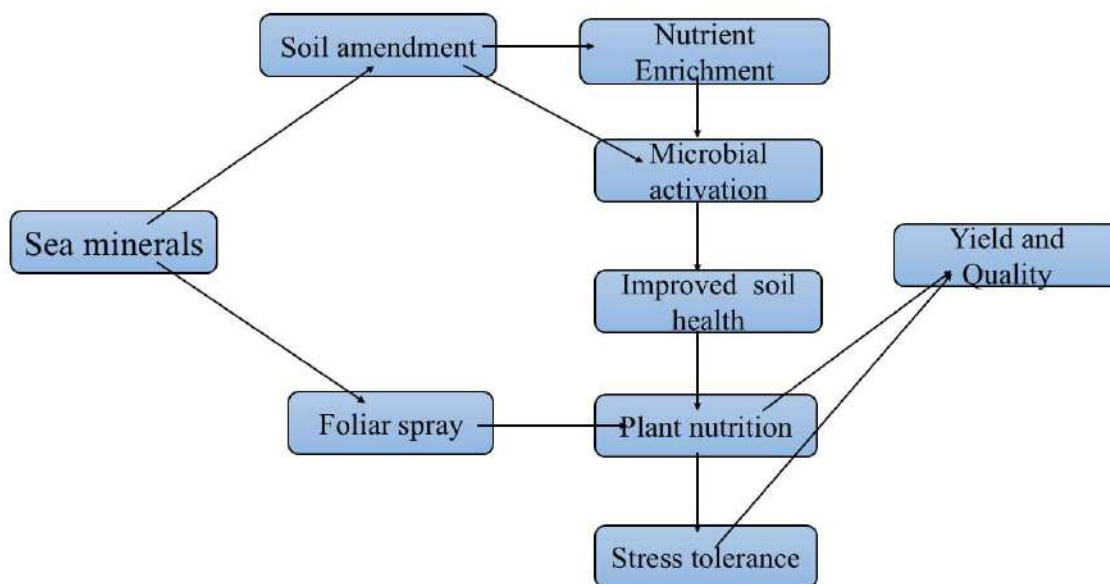 Soil amendment
Nutrient
Enrichment
Microbial
activation
Sea minerals
Yield and
Quality
Improved soil
health
Foliar spray
Plant nutrition
Stress tolerance